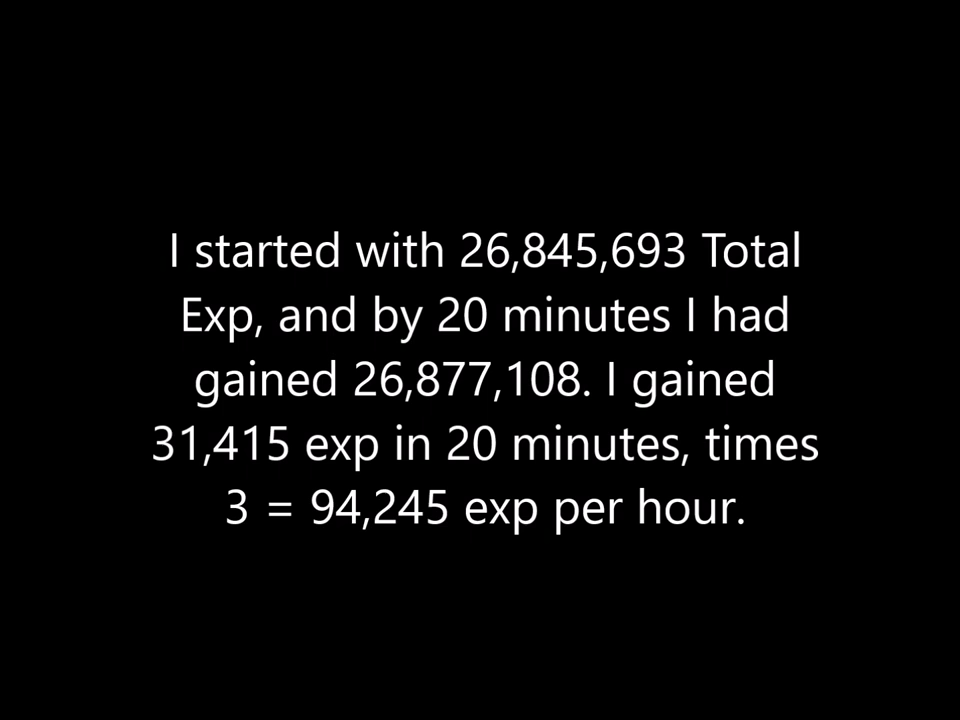 I started with 26,845,693 Total
Exp, and by 20 minutes I had
gained 26,877,108. I gained
31,415 exp in 20 minutes, times
3 = 94,245 exp per hour.